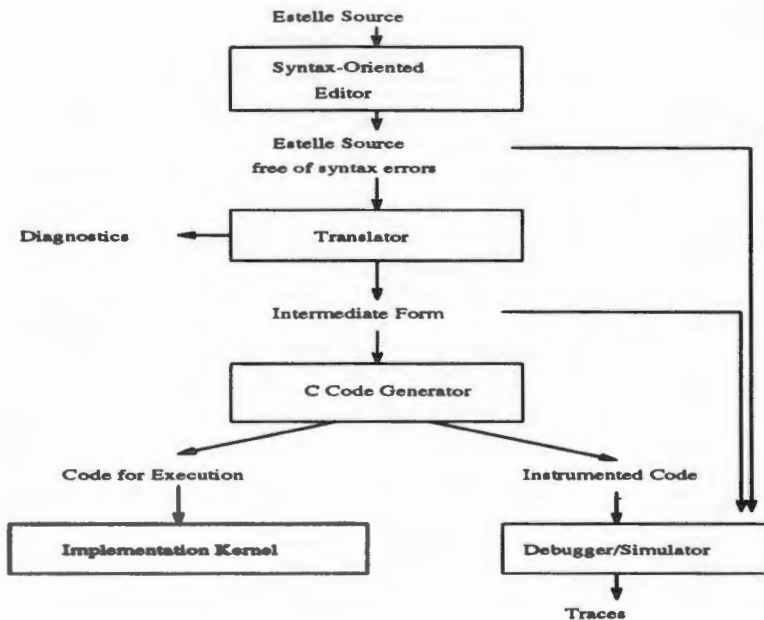 Estelle Source
Syntax-Oriented
Editor
Estelle Source
free of syntax errors
Diagnostics
Translator
Intermediate Form
C Code Generator
Code for Execution
Instrumented Code
Implementation Kernel
Debugger/Simulator
Traces